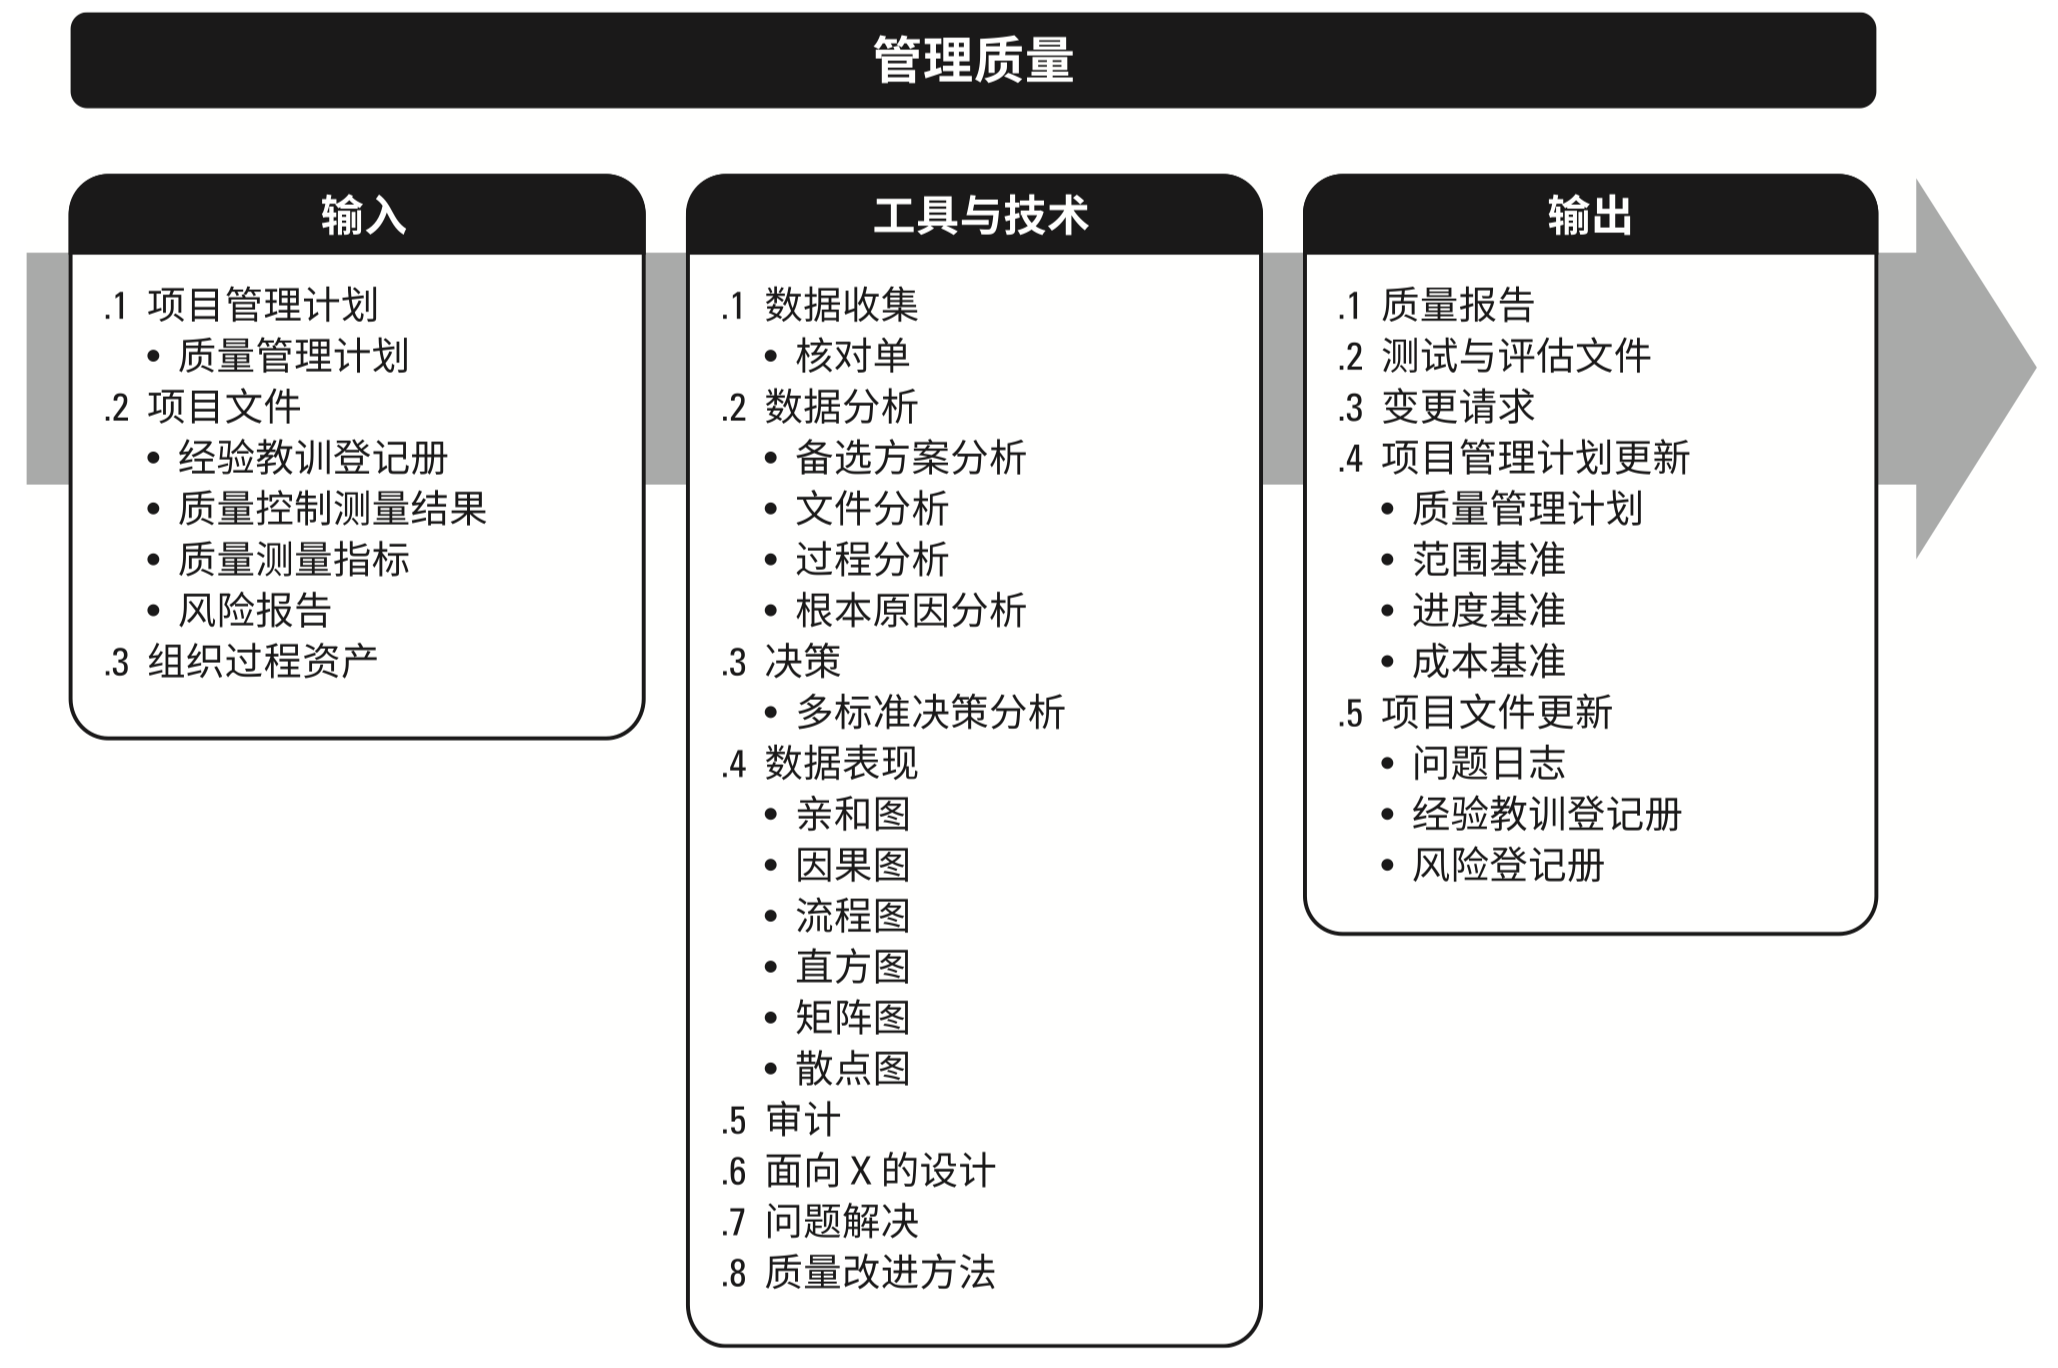 管理质量
输入
.1 项目管理计划
• 质量管理计划
.2 项目文件
• 经验教训登记册
• 质量控制测量结果
• 质量测量指标
• 风险报告
.3 组织过程资产
工具与技术
.1 数据收集
• 核对单
.2 数据分析
• 备选方案分析
• 文件分析
• 过程分析
• 根本原因分析
.3 决策
• 多标准决策分析
.4 数据表现
• 亲和图
• 因果图
• 流程图
• 直方图
• 矩阵图
• 散点图
.5 审计
.6 面向 X 的设计
.7 问题解决
.8 质量改进方法
输出
.1 质量报告
.2 测试与评估文件
.3 变更请求
.4 项目管理计划更新
• 质量管理计划
• 范围基准
• 进度基准
• 成本基准
.5 项目文件更新
• 问题日志
• 经验教训登记册
• 风险登记册